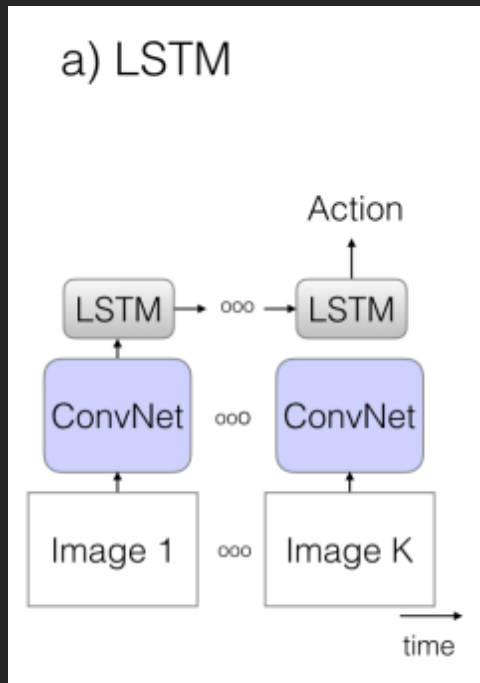 a) LSTM
Action
LSTM ooo LSTM
ConvNet ooo ConvNet
Image 1 ooo Image K
time